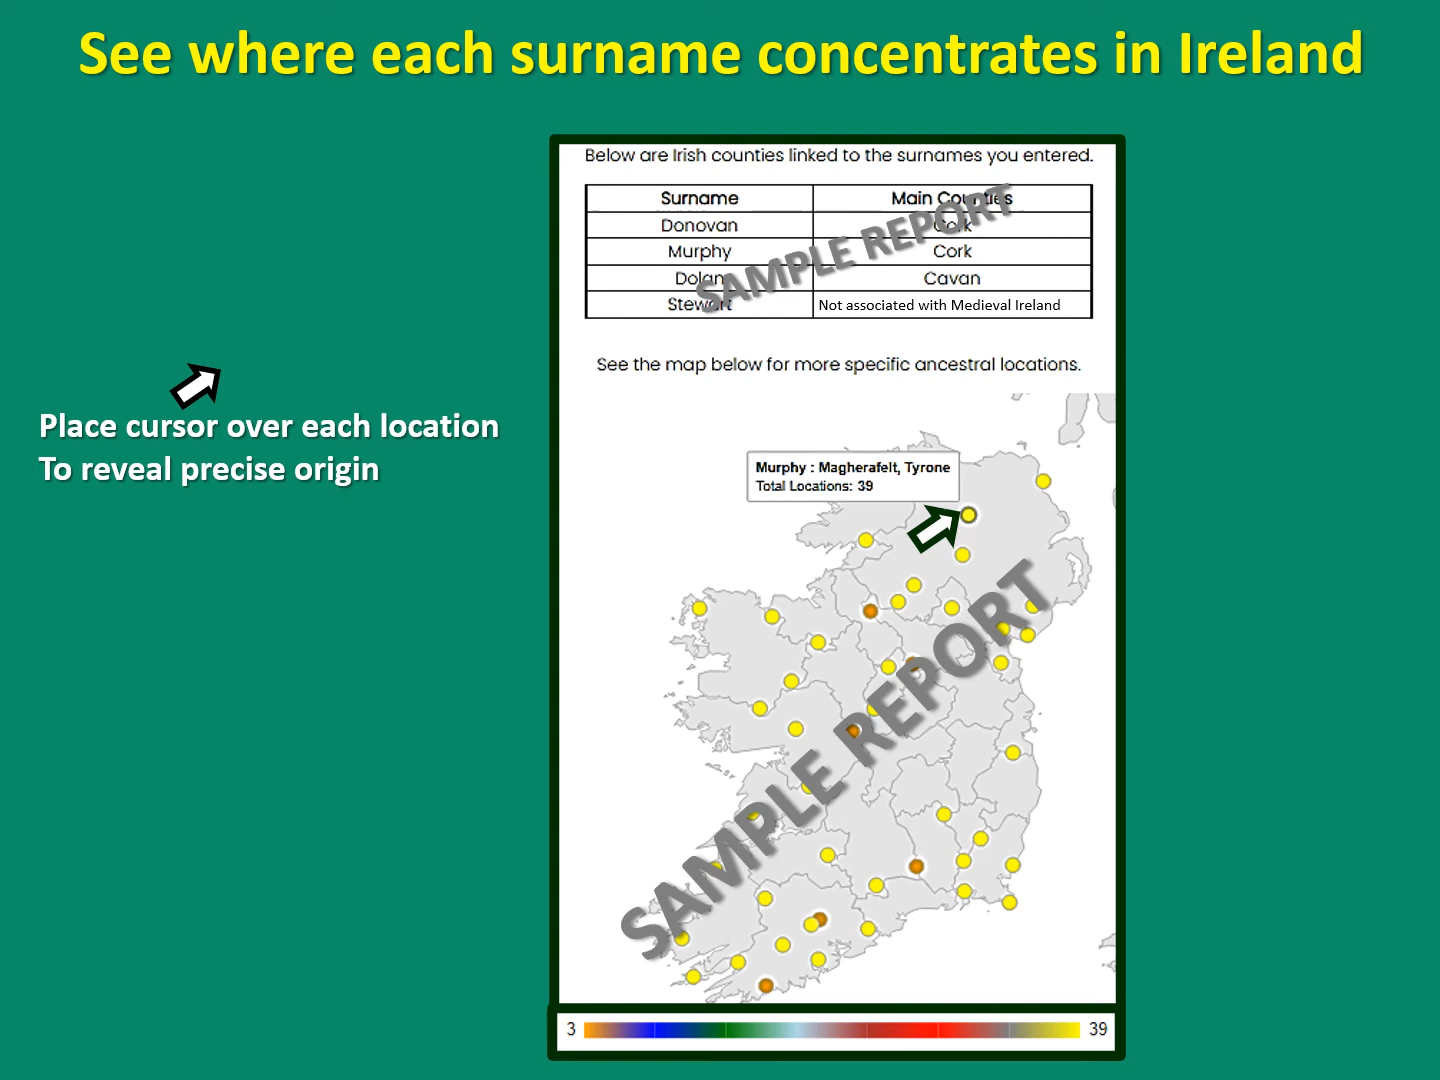 See where each surname concentrates in Ireland
Below are Irish counties linked to the surnames you entered.
Surname Main Counties
Donovan Cork
Murphy Cork
Dolan Cavan
Stewart Not associated with Medieval Ireland
SAMPLE REPORT
See the map below for more specific ancestral locations.
Place cursor over each location
To reveal precise origin
Murphy : Magherafelt, Tyrone
Total Locations: 39
SAMPLE REPORT
3 39